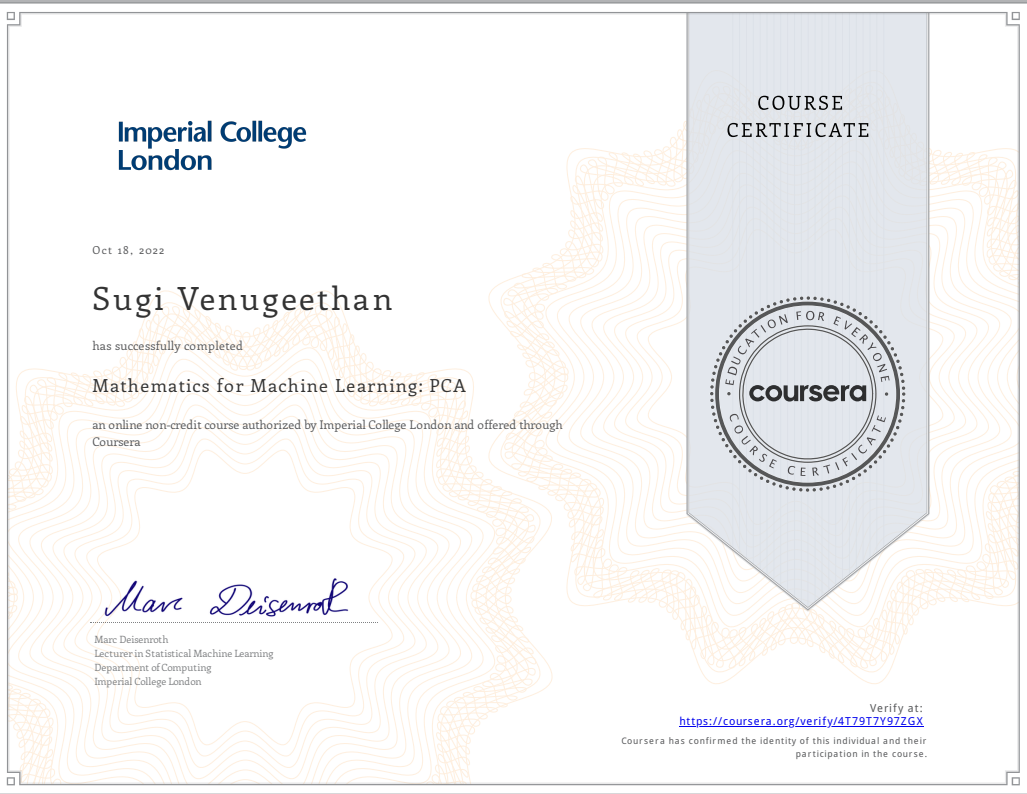 COURSE
CERTIFICATE
Imperial College
London
Oct 18, 2022
Sugi Venugeethan
has successfully completed
Mathematics for Machine Learning: PCA
an online non-credit course authorized by Imperial College London and offered through
Coursera
EDUCATION FOR EVERYONE
coursera
COURSE CERTIFICATE
Marc Deisenroth
Marc Deisenroth
Lecturer in Statistical Machine Learning
Department of Computing
Imperial College London
Verify at:
https://coursera.org/verify/4T79T7Y97ZGX
Coursera has confirmed the identity of this individual and their
participation in the course.